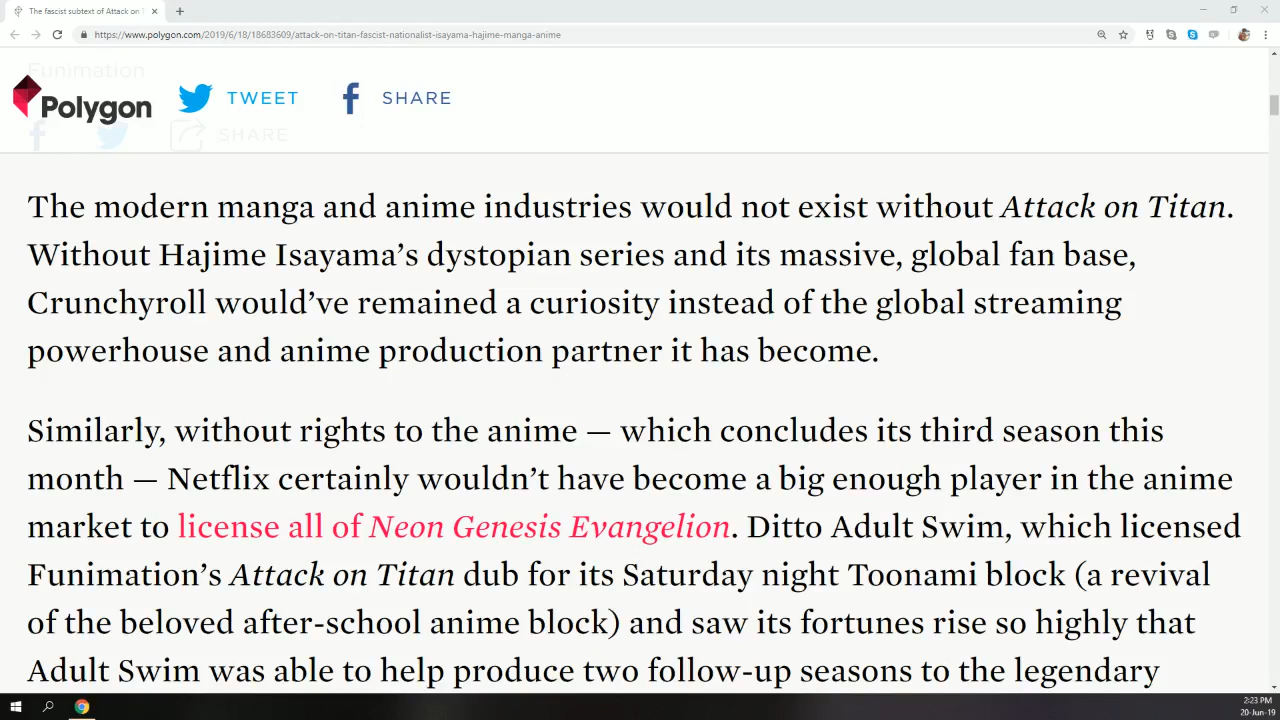 The fascist subtext of Attack on T
https://www.polygon.com/2019/6/18/18683609/attack-on-titan-fascist-nationalist-isayama-hajime-manga-anime
Funimation
Polygon TWEET SHARE
SHARE
The modern manga and anime industries would not exist without Attack on Titan.
Without Hajime Isayama’s dystopian series and its massive, global fan base,
Crunchyroll would’ve remained a curiosity instead of the global streaming
powerhouse and anime production partner it has become.
Similarly, without rights to the anime — which concludes its third season this
month — Netflix certainly wouldn’t have become a big enough player in the anime
market to license all of Neon Genesis Evangelion. Ditto Adult Swim, which licensed
Funimation’s Attack on Titan dub for its Saturday night Toonami block (a revival
of the beloved after-school anime block) and saw its fortunes rise so highly that
Adult Swim was able to help produce two follow-up seasons to the legendary
2:23 PM
20-Jun-19